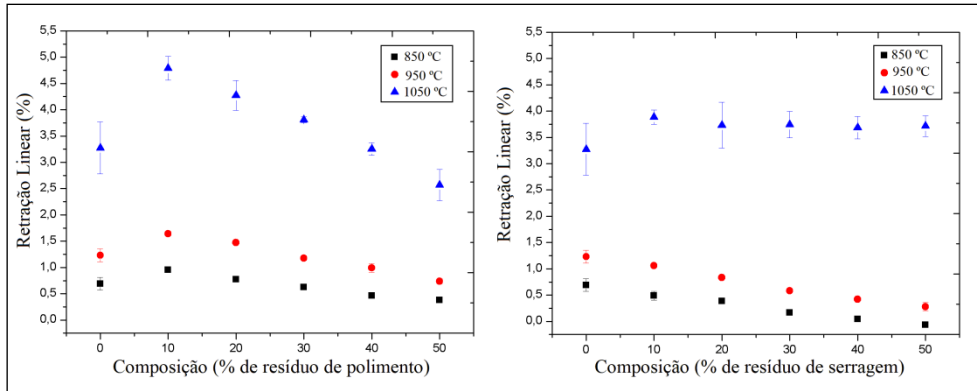 Retração Linear (%)
5,5
5,0
4,5
4,0
3,5
3,0
2,5
2,0
1,5
1,0
0,5
0,0
850 ºC
950 ºC
1050 ºC
0 10 20 30 40 50
Composição (% de resíduo de polimento)
Retração Linear (%)
5,5
5,0
4,5
4,0
3,5
3,0
2,5
2,0
1,5
1,0
0,5
0,0
850 ºC
950 ºC
1050 ºC
0 10 20 30 40 50
Composição (% de resíduo de serragem)